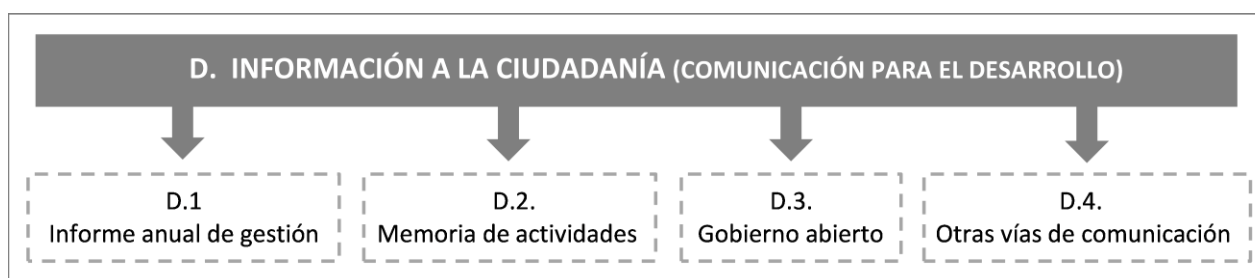 D. INFORMACIÓN A LA CIUDADANÍA (COMUNICACIÓN PARA EL DESARROLLO)
D.1
Informe anual de gestión
D.2.
Memoria de actividades
D.3.
Gobierno abierto
D.4.
Otras vías de comunicación